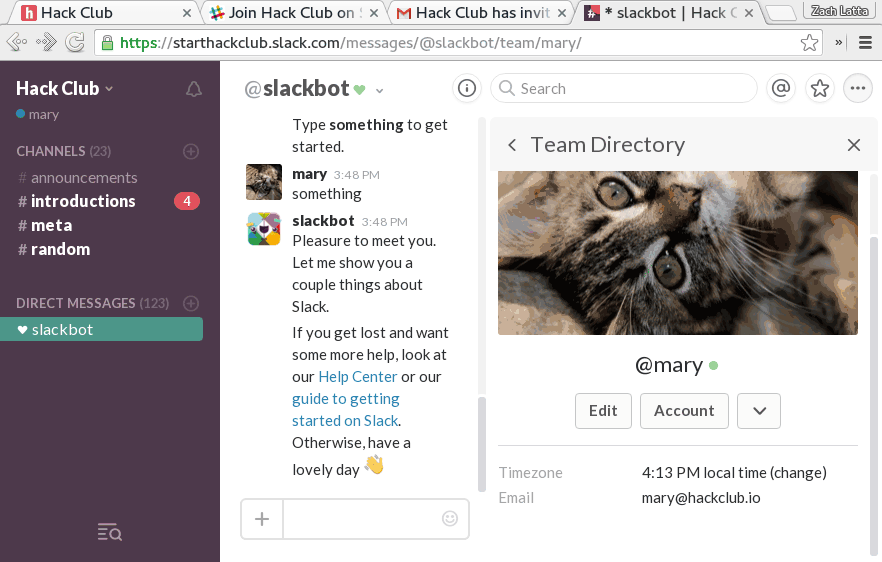 Hack Club
Join Hack Club on S
Gmail Hack Club has invit
* slackbot | Hack C
Zach Latta
https://starthackclub.slack.com/messages/@slackbot/team/mary/
»
Hack Club
mary
CHANNELS (23)
# announcements
# introductions 4
# meta
# random
DIRECT MESSAGES (123)
slackbot
@slackbot
Search
Type something to get
started.
mary 3:48 PM
something
slackbot 3:48 PM
Pleasure to meet you.
Let me show you a
couple things about
Slack.
If you get lost and want
some more help, look at
our Help Center or our
guide to getting
started on Slack.
Otherwise, have a
lovely day 👋
Team Directory
@mary
Edit
Account
Timezone 4:13 PM local time (change)
Email mary@hackclub.io